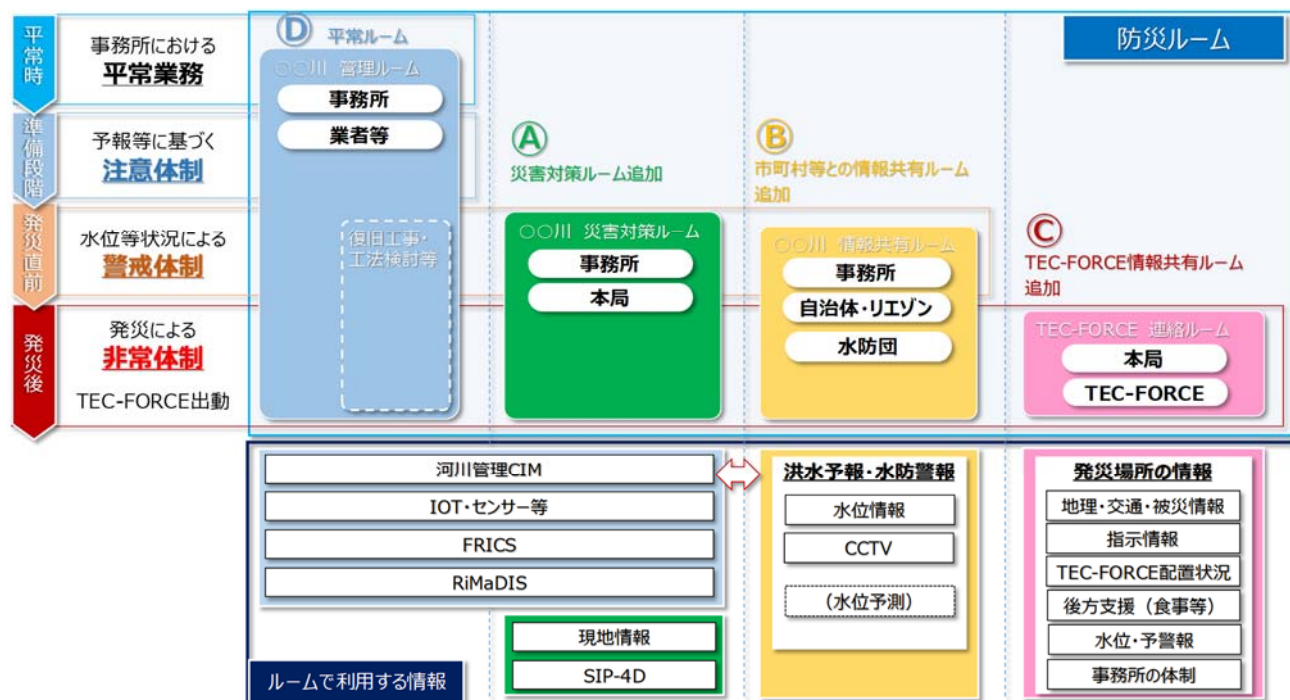 防災ルーム
平常時
事務所における
平常業務
準備段階
予報等に基づく
注意体制
発災直前
水位等状況による
警戒体制
発災後
発災による
非常体制
TEC-FORCE出動
D
平常ルーム
○○川 管理ルーム
事務所
業者等
復旧工事・
工法検討等
A
災害対策ルーム追加
○○川 災害対策ルーム
事務所
本局
B
市町村等との情報共有ルーム
追加
○○川 情報共有ルーム
事務所
自治体・リエゾン
水防団
C
TEC-FORCE情報共有ルーム
追加
TEC-FORCE 連絡ルーム
本局
TEC-FORCE
河川管理CIM
IOT・センサー等
FRICS
RiMaDIS
現地情報
SIP-4D
ルームで利用する情報
洪水予報・水防警報
水位情報
CCTV
(水位予測)
発災場所の情報
地理・交通・被災情報
指示情報
TEC-FORCE配置状況
後方支援（食事等）
水位・予警報
事務所の体制